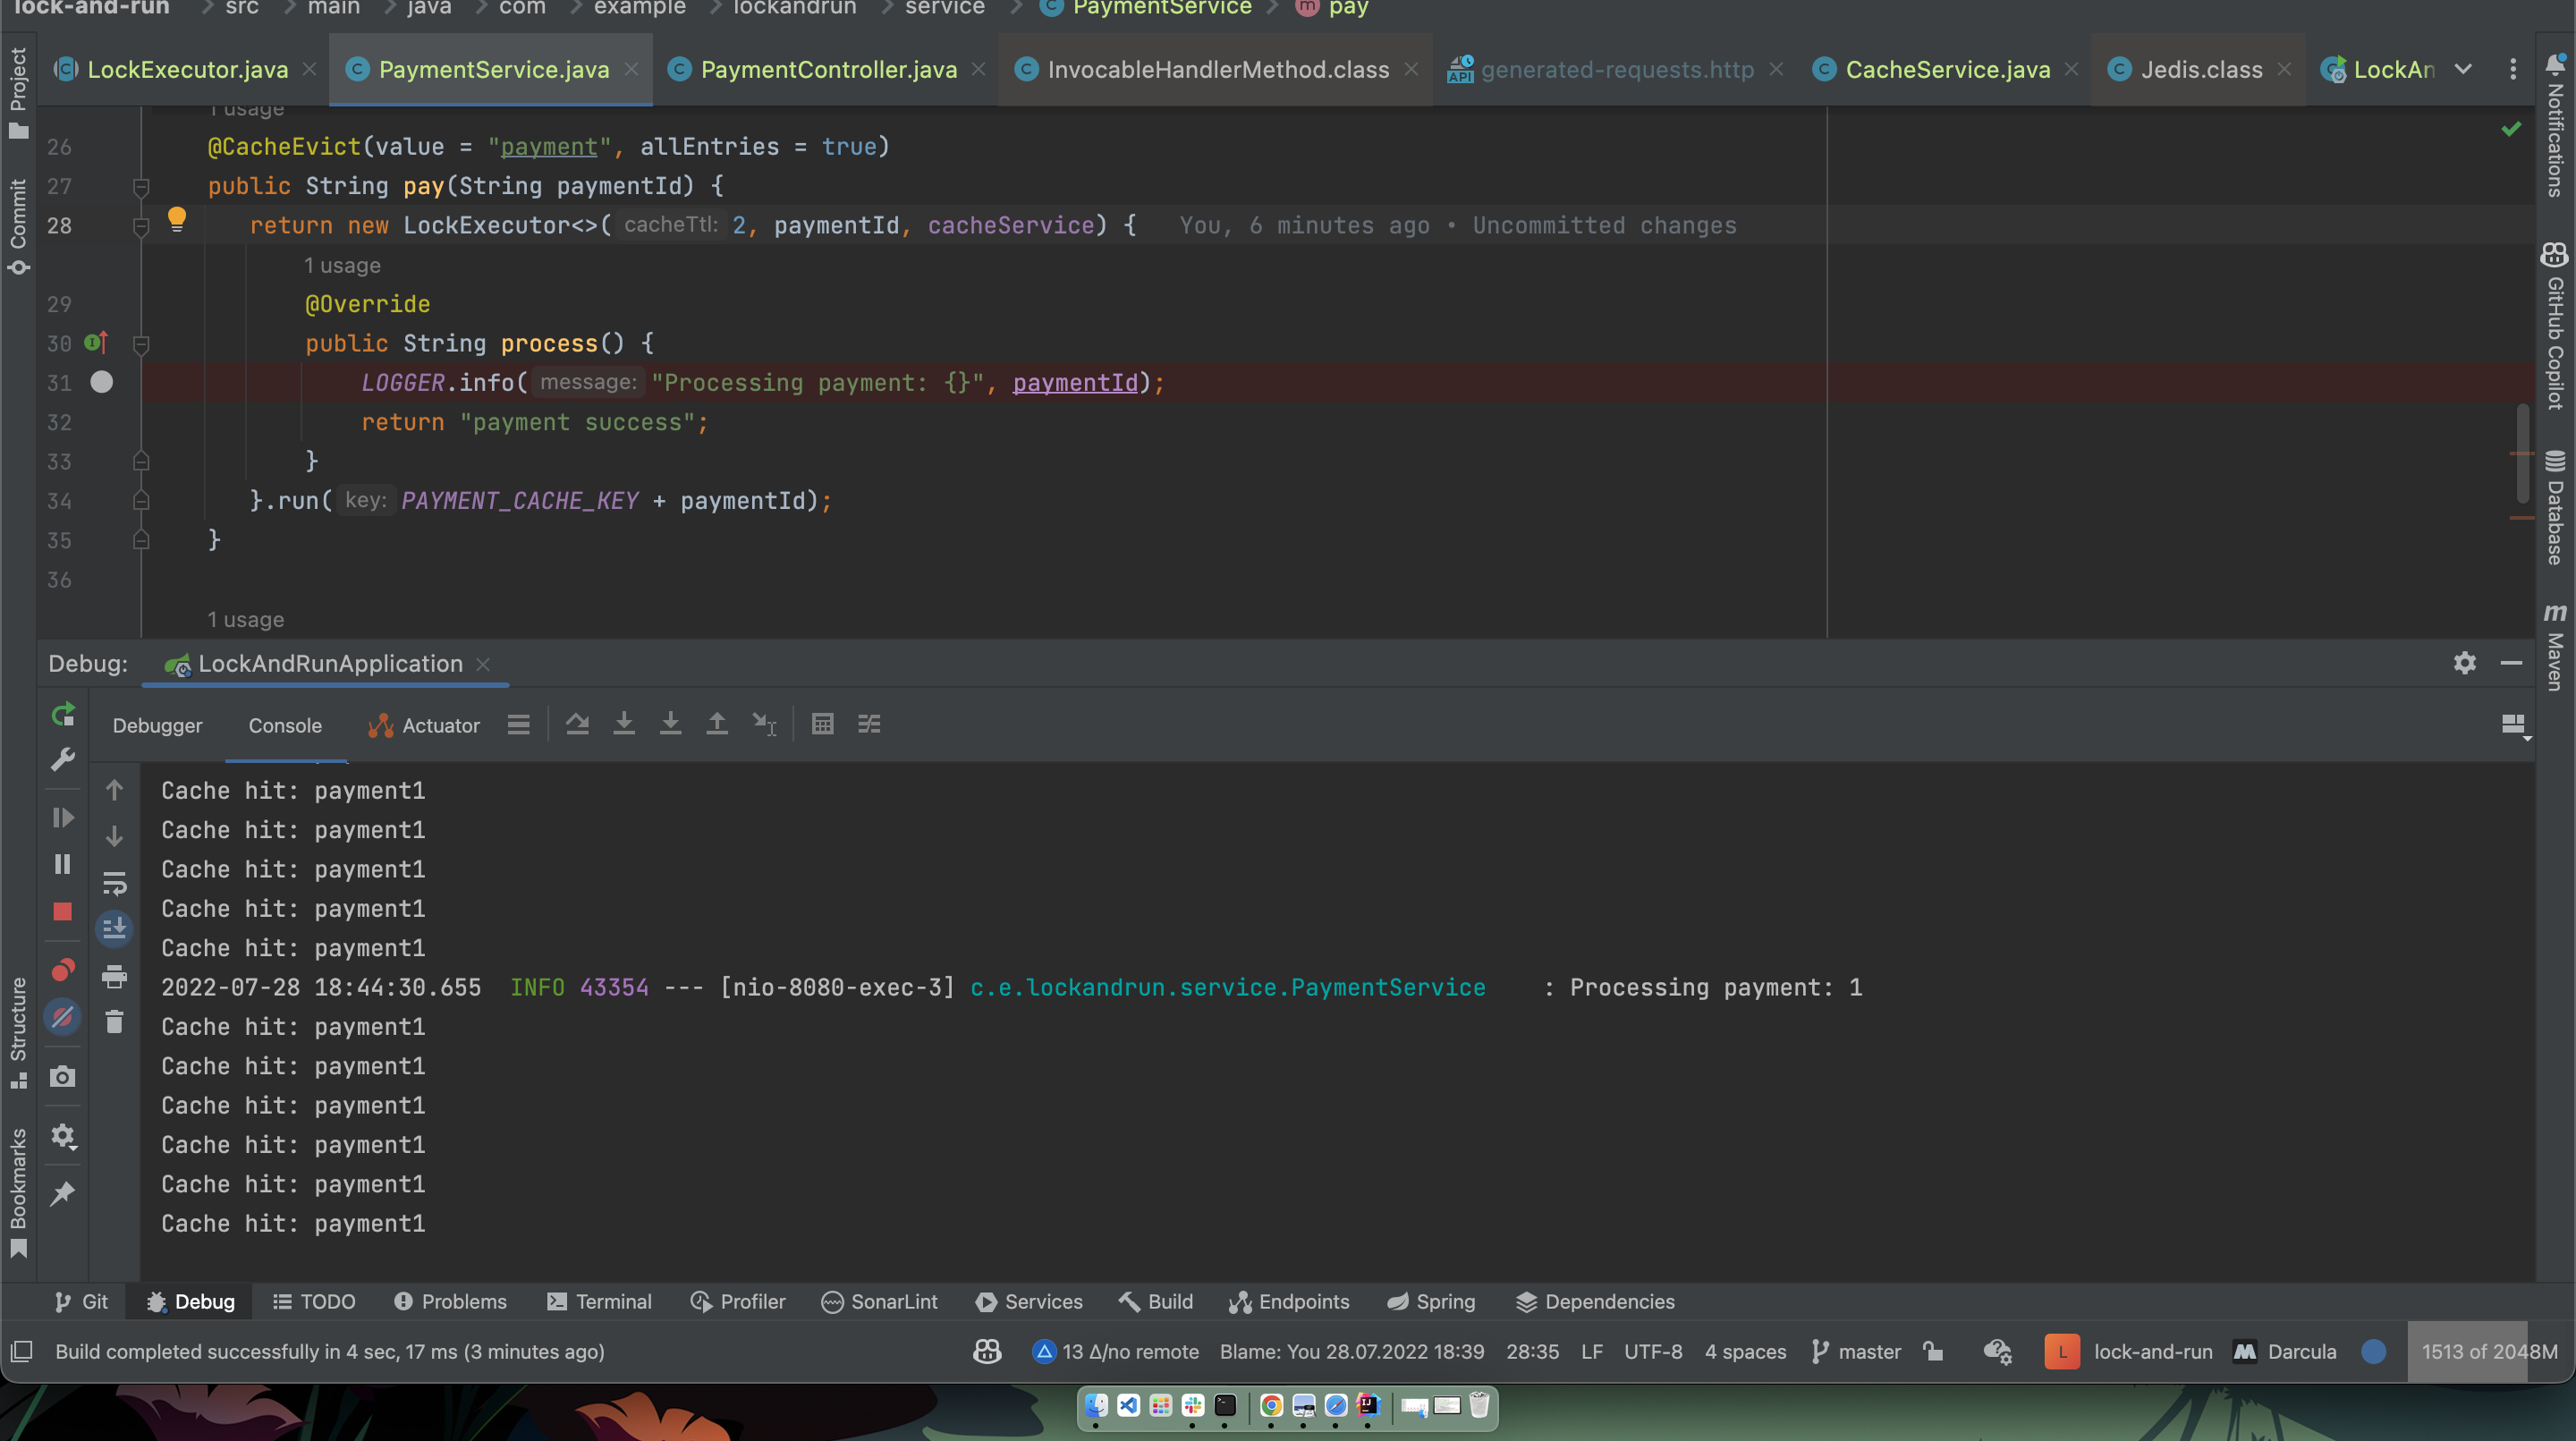 lock-and-run > src > main > java > com > example > lockandrun > service > PaymentService > pay
LockExecutor.java PaymentService.java PaymentController.java InvocableHandlerMethod.class generated-requests.http CacheService.java Jedis.class LockAn
Project
Commit
Structure
Bookmarks
Notifications
GitHub Copilot
Database
Maven
1 usage
26 @CacheEvict(value = "payment", allEntries = true)
27 public String pay(String paymentId) {
28 return new LockExecutor<>( cacheTtl: 2, paymentId, cacheService) { You, 6 minutes ago • Uncommitted changes
1 usage
29 @Override
30 public String process() {
31 LOGGER.info( message: "Processing payment: {}", paymentId);
32 return "payment success";
33 }
34 }.run( key: PAYMENT_CACHE_KEY + paymentId);
35 }
36
1 usage
Debug: LockAndRunApplication
Debugger Console Actuator
Cache hit: payment1
Cache hit: payment1
Cache hit: payment1
Cache hit: payment1
Cache hit: payment1
2022-07-28 18:44:30.655 INFO 43354 --- [nio-8080-exec-3] c.e.lockandrun.service.PaymentService : Processing payment: 1
Cache hit: payment1
Cache hit: payment1
Cache hit: payment1
Cache hit: payment1
Cache hit: payment1
Cache hit: payment1
Git Debug TODO Problems Terminal Profiler SonarLint Services Build Endpoints Spring Dependencies
Build completed successfully in 4 sec, 17 ms (3 minutes ago) 13 Δ/no remote Blame: You 28.07.2022 18:39 28:35 LF UTF-8 4 spaces master L lock-and-run Darcula 1513 of 2048M